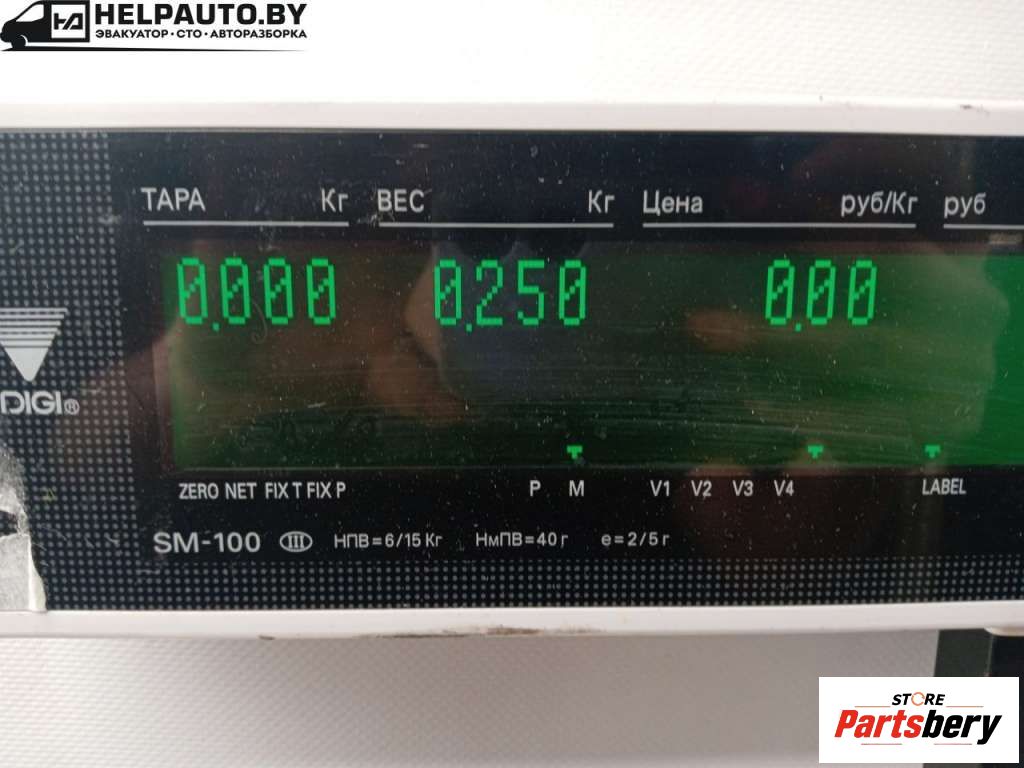 HELPAUTO.BY
ЭВАКУАТОР • СТО • АВТОРАЗБОРКА
ТАРА Кг ВЕС Кг Цена руб/Кг руб
0.000 0.250 0.00
DIGI®
ZERO NET FIX T FIX P P M V1 V2 V3 V4 LABEL
SM-100 III НПВ=6/15 Кг НмПВ=40 г e=2/5 г
STORE
Partsbery